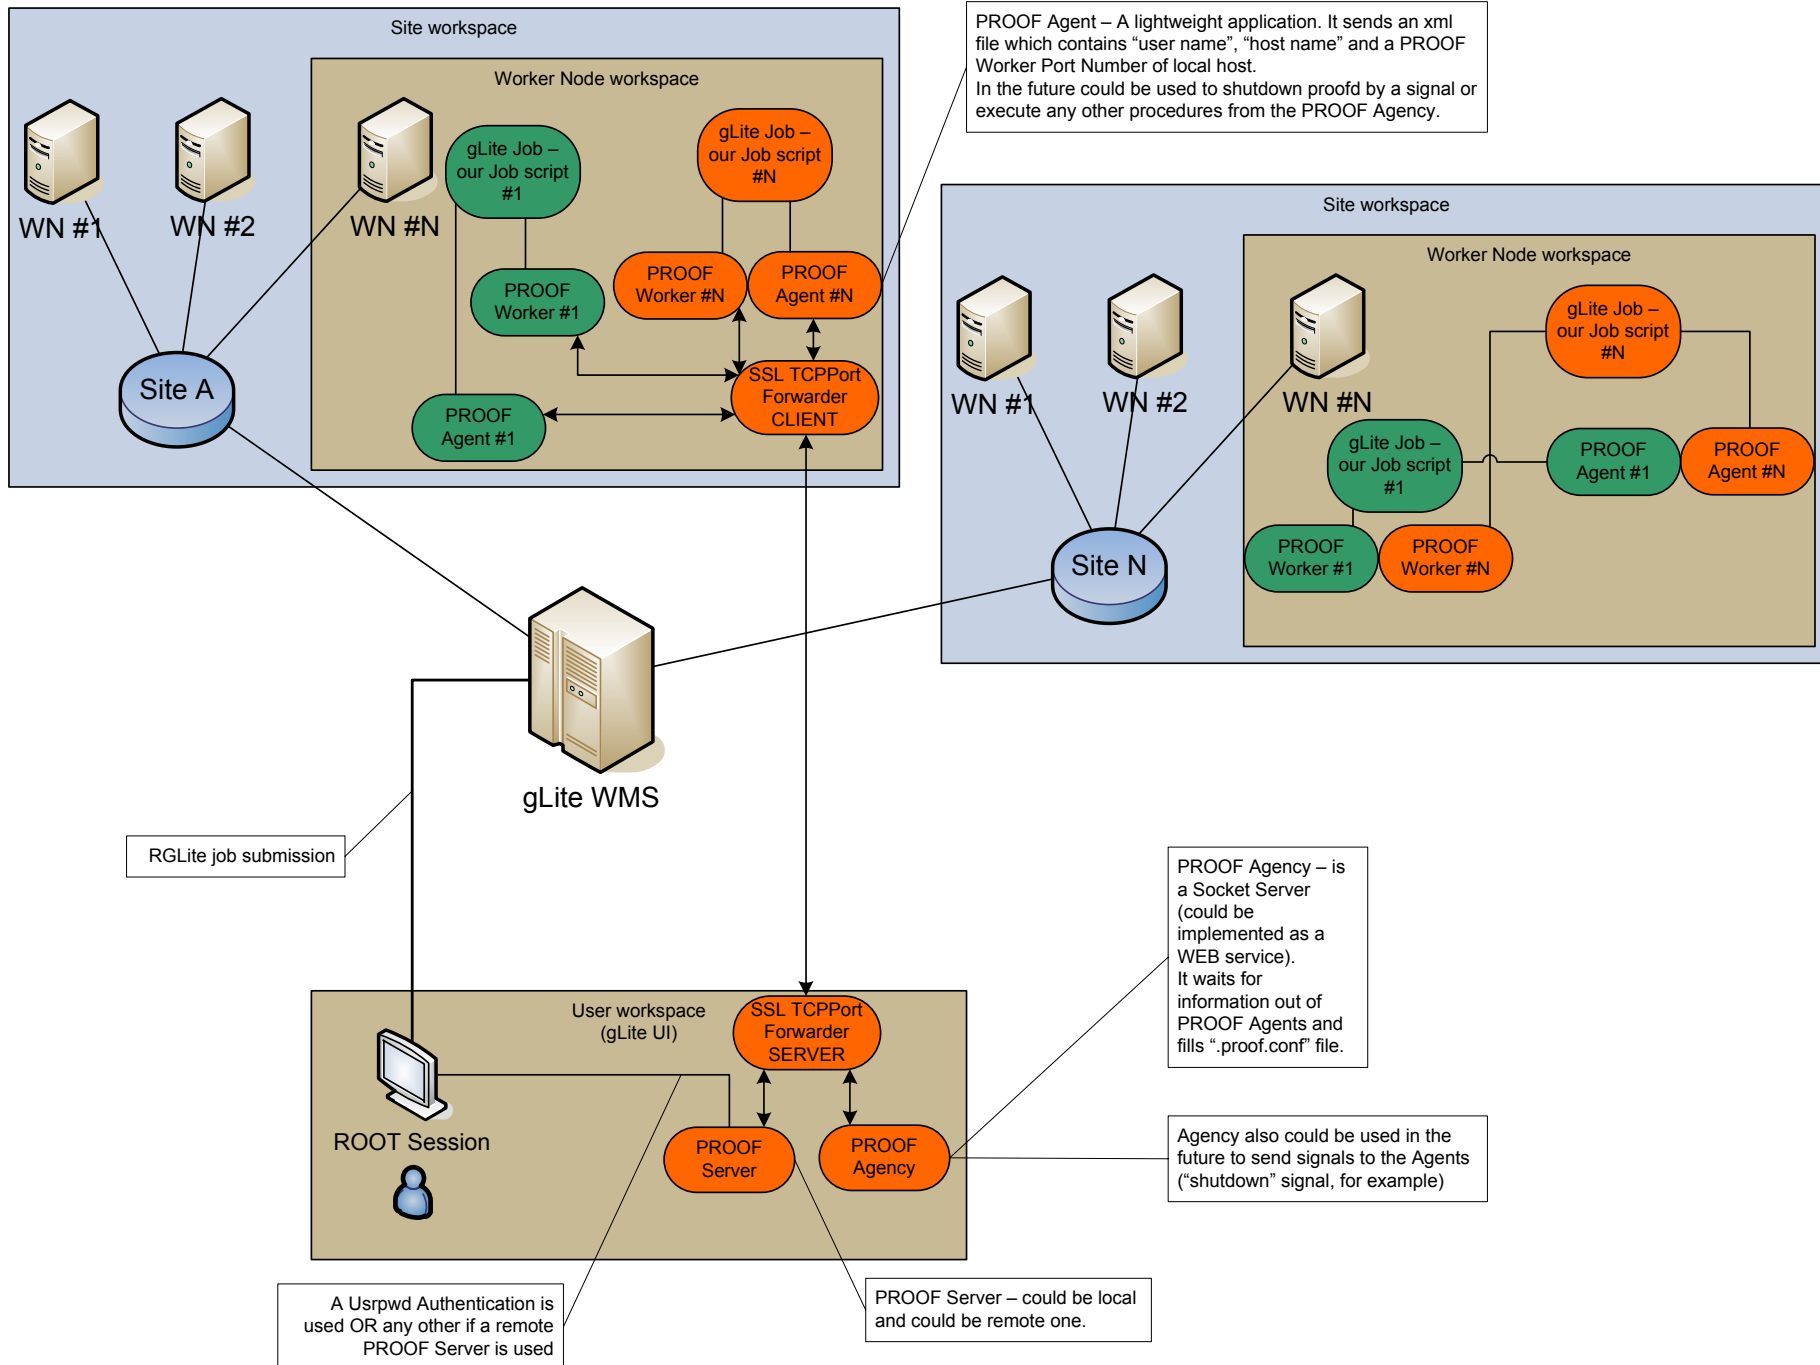 Site workspace
Worker Node workspace
WN #1
WN #2
WN #N
gLite Job –
our Job script
#1
gLite Job –
our Job script
#N
PROOF
Worker #1
PROOF
Worker #N
PROOF
Agent #N
PROOF
Agent #1
SSL TCPPort
Forwarder
CLIENT
Site A
PROOF Agent – A lightweight application. It sends an xml
file which contains “user name”, “host name” and a PROOF
Worker Port Number of local host.
In the future could be used to shutdown proofd by a signal or
execute any other procedures from the PROOF Agency.
Site workspace
Worker Node workspace
WN #1
WN #2
WN #N
gLite Job –
our Job script
#N
gLite Job –
our Job script
#1
PROOF
Agent #1
PROOF
Agent #N
PROOF
Worker #1
PROOF
Worker #N
Site N
gLite WMS
RGLite job submission
PROOF Agency – is
a Socket Server
(could be
implemented as a
WEB service).
It waits for
information out of
PROOF Agents and
fills “.proof.conf” file.
User workspace
(gLite UI)
SSL TCPPort
Forwarder
SERVER
ROOT Session
PROOF
Server
PROOF
Agency
Agency also could be used in the
future to send signals to the Agents
(“shutdown” signal, for example)
A Usrpwd Authentication is
used OR any other if a remote
PROOF Server is used
PROOF Server – could be local
and could be remote one.